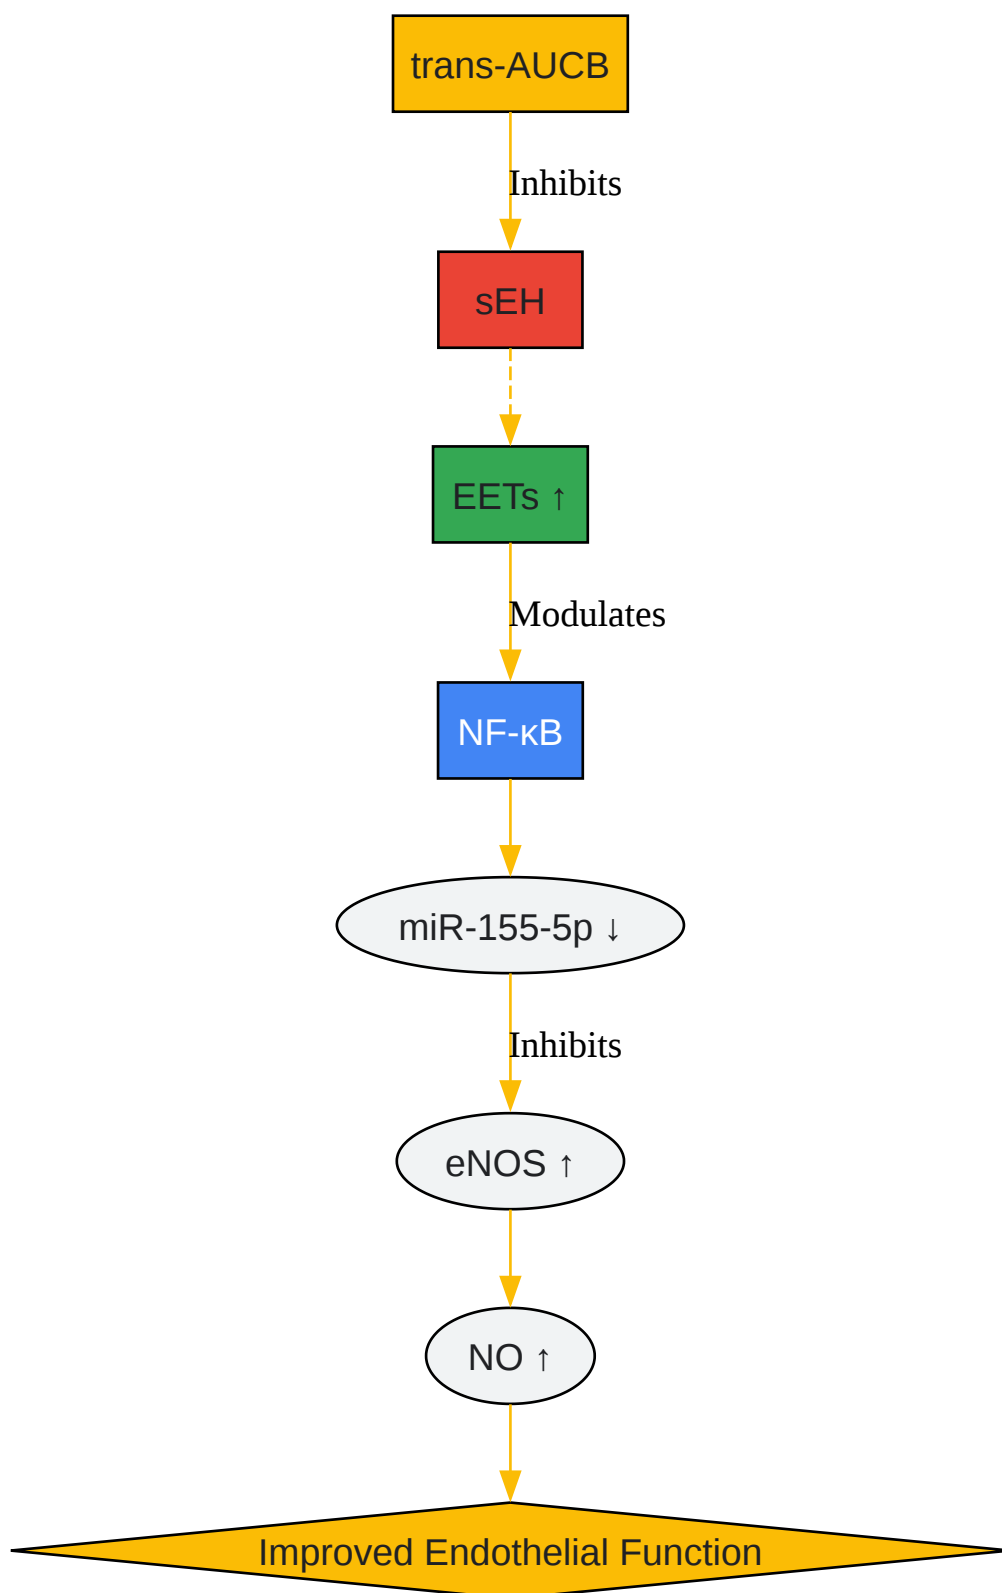 trans-AUCB
Inhibits
sEH
EETs ↑
Modulates
NF-κB
miR-155-5p ↓
Inhibits
eNOS ↑
NO ↑
Improved Endothelial Function